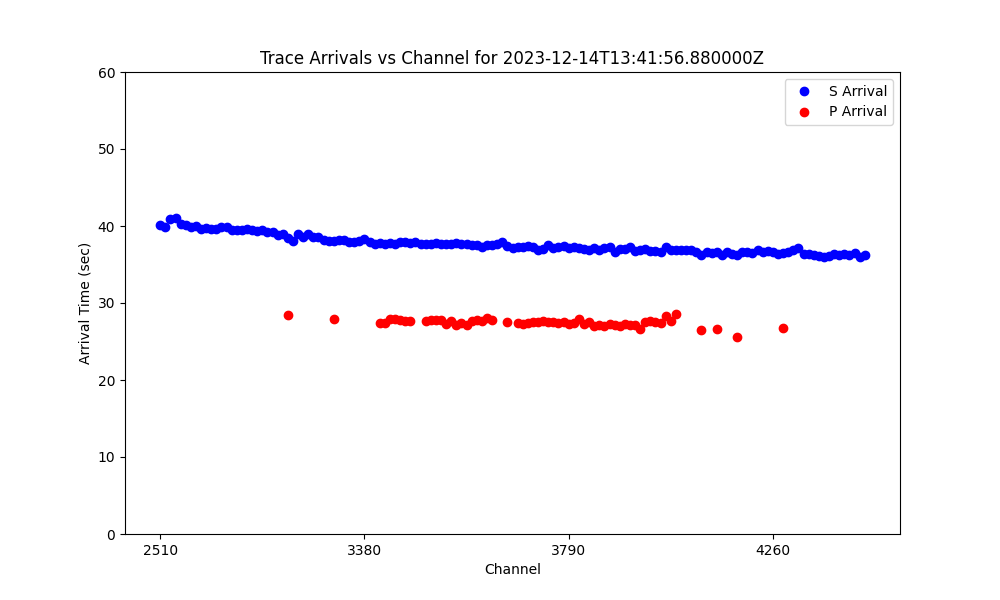 Trace Arrivals vs Channel for 2023-12-14T13:41:56.880000Z
S Arrival
P Arrival
60
50
40
30
20
10
0
Arrival Time (sec)
2510 3380 3790 4260
Channel